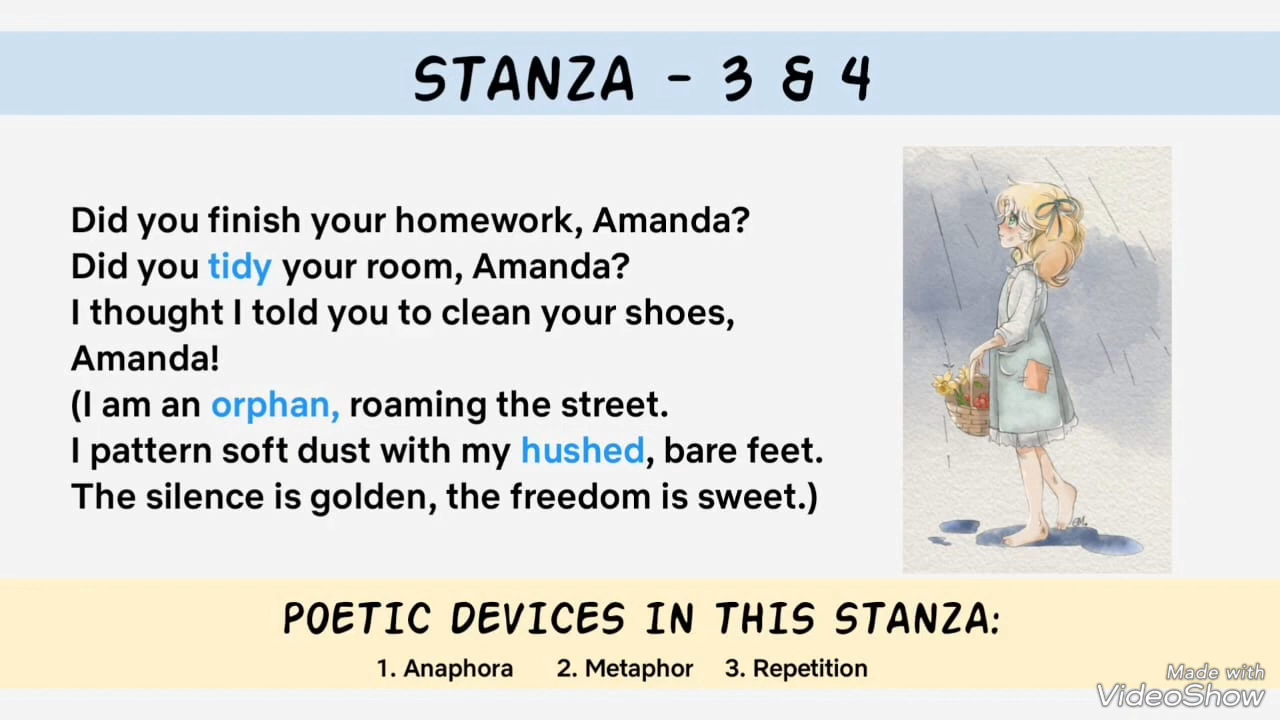 STANZA - 3 & 4
Did you finish your homework, Amanda?
Did you tidy your room, Amanda?
I thought I told you to clean your shoes,
Amanda!
(I am an orphan, roaming the street.
I pattern soft dust with my hushed, bare feet.
The silence is golden, the freedom is sweet.)
POETIC DEVICES IN THIS STANZA:
1. Anaphora 2. Metaphor 3. Repetition
Made with
VideoShow